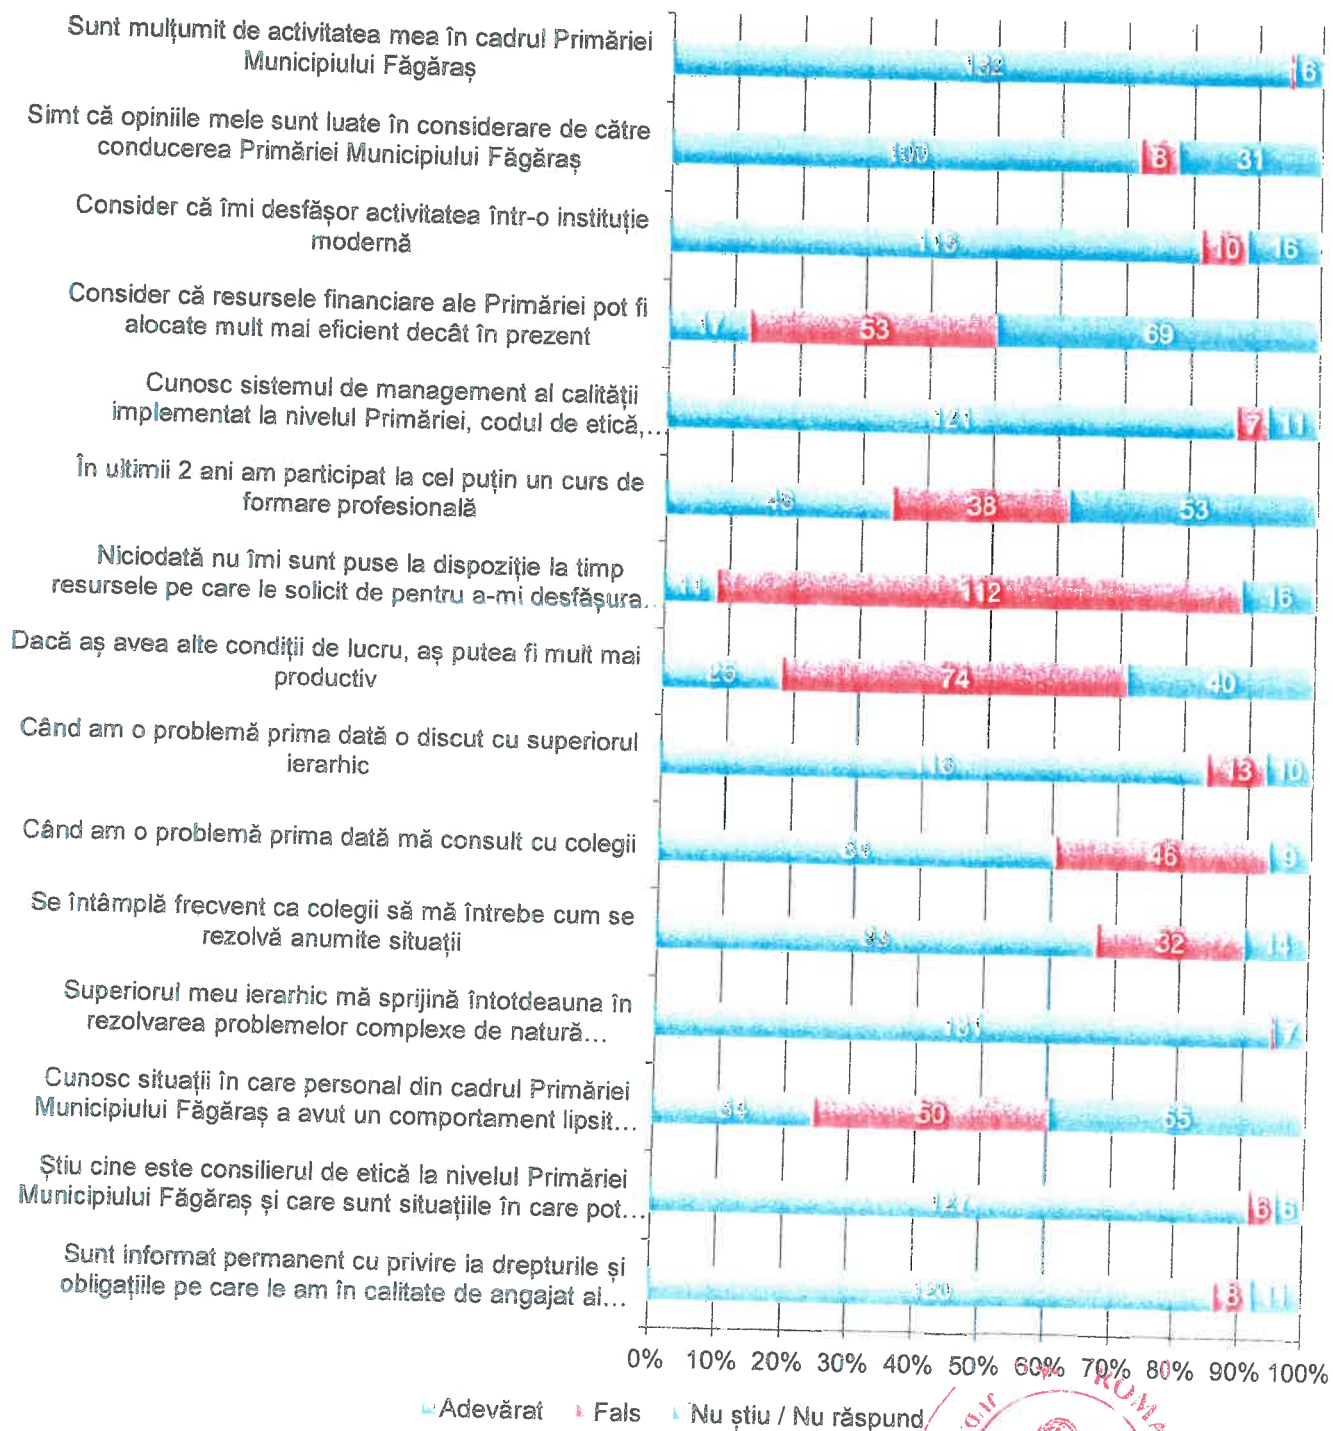 Sunt mulțumit de activitatea mea în cadrul Primăriei
Municipiului Făgăraș
132 1 6
Simt că opiniile mele sunt luate în considerare de către
conducerea Primăriei Municipiului Făgăraș
100 8 31
Consider că îmi desfășor activitatea într-o instituție
modernă
113 10 16
Consider că resursele financiare ale Primăriei pot fi
alocate mult mai eficient decât în prezent
17 53 69
Cunosc sistemul de management al calității
implementat la nivelul Primăriei, codul de etică,...
121 7 11
În ultimii 2 ani am participat la cel puțin un curs de
formare profesională
48 38 53
Niciodată nu îmi sunt puse la dispoziție la timp
resursele pe care le solicit de pentru a-mi desfășura...
11 112 16
Dacă aș avea alte condiții de lucru, aș putea fi mult mai
productiv
25 74 40
Când am o problemă prima dată o discut cu superiorul
ierarhic
116 13 10
Când am o problemă prima dată mă consult cu colegii
84 46 9
Se întâmplă frecvent ca colegii să mă întrebe cum se
rezolvă anumite situații
93 32 14
Superiorul meu ierarhic mă sprijină întotdeauna în
rezolvarea problemelor complexe de natură...
131 7
Cunosc situații în care personal din cadrul Primăriei
Municipiului Făgăraș a avut un comportament lipsit...
34 50 55
Știu cine este consilierul de etică la nivelul Primăriei
Municipiului Făgăraș și care sunt situațiile în care pot...
127 6 6
Sunt informat permanent cu privire la drepturile și
obligațiile pe care le am în calitate de angajat al...
120 8 11
0% 10% 20% 30% 40% 50% 60% 70% 80% 90% 100%
Adevărat Fals Nu știu / Nu răspund